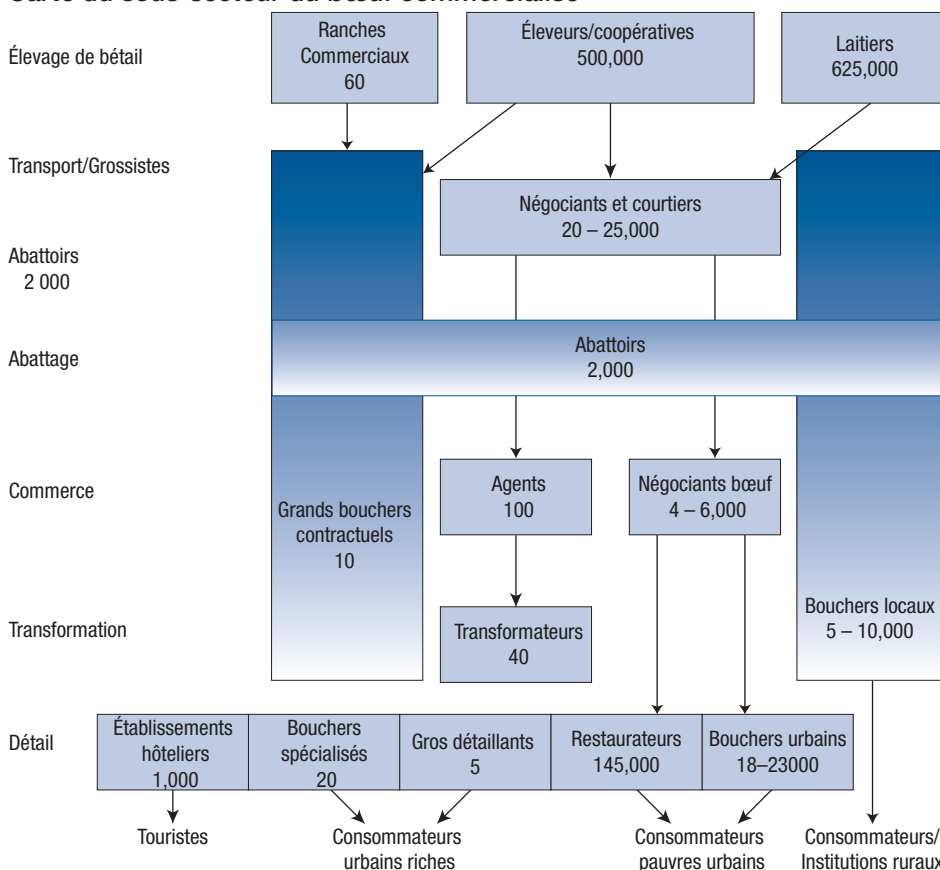 Ranches
Commerciaux
60
Éleveurs/coopératives
500,000
Laitiers
625,000
Élevage de bétail
Transport/Grossistes
Négociants et courtiers
20 – 25,000
Abattoirs
2 000
Abattage
Abattoirs
2,000
Commerce
Grands bouchers
contractuels
10
Agents
100
Négociants bœuf
4 – 6,000
Transformation
Transformateurs
40
Bouchers locaux
5 – 10,000
Détail
Établissements
hôteliers
1,000
Bouchers
spécialisés
20
Gros détaillants
5
Restaurateurs
145,000
Bouchers urbains
18–23000
Touristes
Consommateurs
urbains riches
Consommateurs
pauvres urbains
Consommateurs/
Institutions ruraux